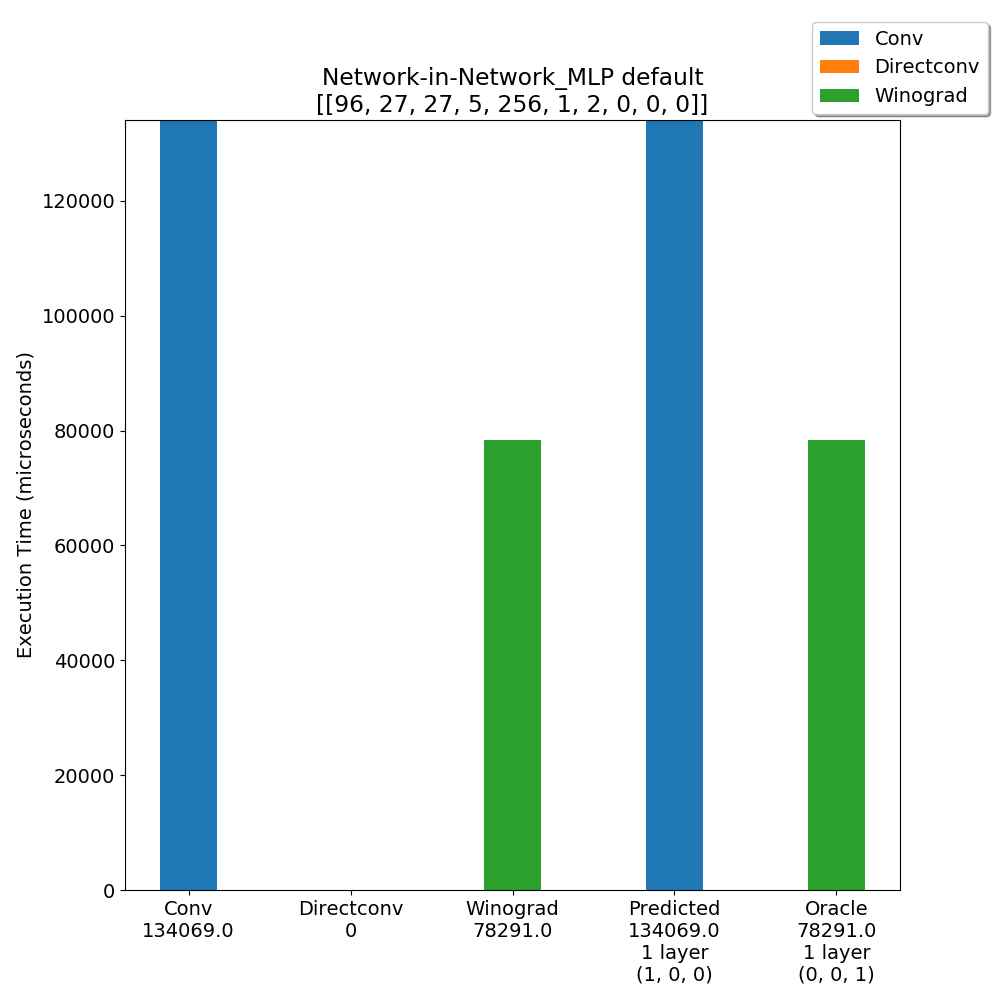 Conv
Directconv
Winograd
Network-in-Network_MLP default
[[96, 27, 27, 5, 256, 1, 2, 0, 0, 0]]
Execution Time (microseconds)
120000
100000
80000
60000
40000
20000
0
Conv
134069.0
Directconv
0
Winograd
78291.0
Predicted
134069.0
1 layer
(1, 0, 0)
Oracle
78291.0
1 layer
(0, 0, 1)